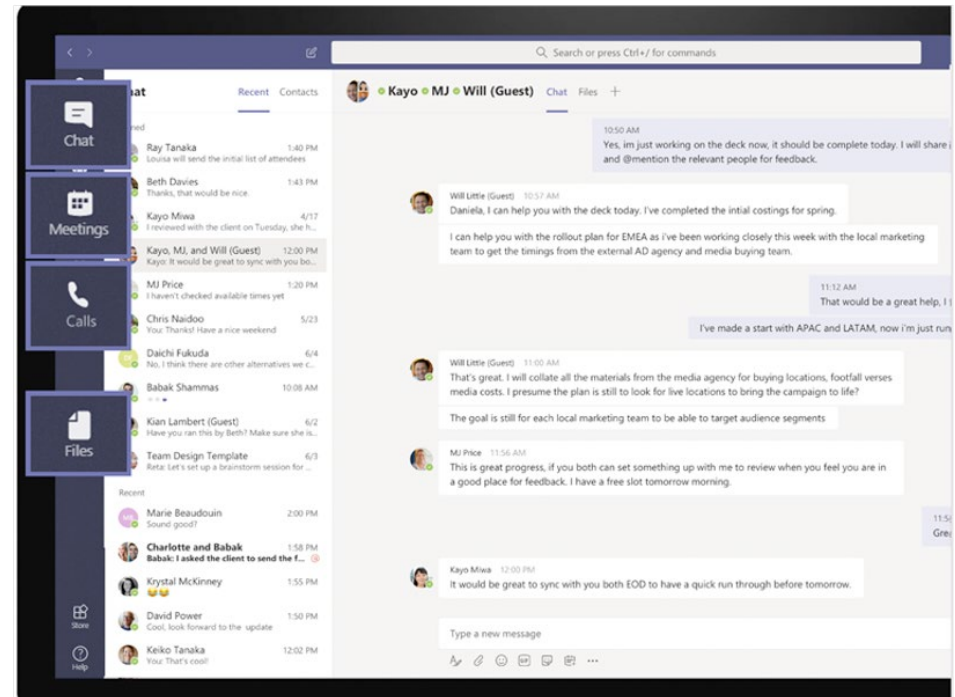 Search or press Ctrl+/ for commands
Chat
Meetings
Calls
Files
Store
Help
Recent Contacts
Ray Tanaka 1:40 PM
Louisa will send the initial list of attendees
Beth Davies 1:43 PM
Thanks, that would be nice.
Kayo Miwa 4/17
I reviewed with the client on Tuesday, she h...
Kayo, MJ, and Will (Guest) 12:00 PM
Kayo: It would be great to sync with you bo...
MJ Price 1:20 PM
I haven't checked available times yet
Chris Naidoo 5/23
You: Thanks! Have a nice weekend
Daichi Fukuda 6/4
No, I think there are other alternatives we c...
Babak Shammas 10:08 AM
Kian Lambert (Guest) 6/2
Have you ran this by Beth? Make sure she is...
Team Design Template 6/3
Reta: Let's set up a brainstorm session for ...
Recent
Marie Beaudouin 2:00 PM
Sound good?
Charlotte and Babak 1:58 PM
Babak: I asked the client to send the f...
Krystal McKinney 1:55 PM
David Power 1:50 PM
Cool, look forward to the update
Keiko Tanaka 12:02 PM
You: That's cool!
Kayo MJ Will (Guest) Chat Files +
10:50 AM
Yes, im just working on the deck now, it should be complete today. I will share
and @mention the relevant people for feedback.
Will Little (Guest) 10:57 AM
Daniela, I can help you with the deck today. I've completed the intial costings for spring.
I can help you with the rollout plan for EMEA as i've been working closely this week with the local marketing
team to get the timings from the external AD agency and media buying team.
11:12 AM
That would be a great help, I
I've made a start with APAC and LATAM, now i'm just
Will Little (Guest) 11:00 AM
That's great. I will collate all the materials from the media agency for buying locations, footfall verses
media costs. I presume the plan is still to look for live locations to bring the campaign to life?
The goal is still for each local marketing team to be able to target audience segments
MJ Price 11:56 AM
This is great progress, if you both can set something up with me to review when you feel you are in
a good place for feedback. I have a free slot tomorrow morning.
Kayo Miwa 12:00 PM
It would be great to sync with you both EOD to have a quick run through before tomorrow.
Type a new message